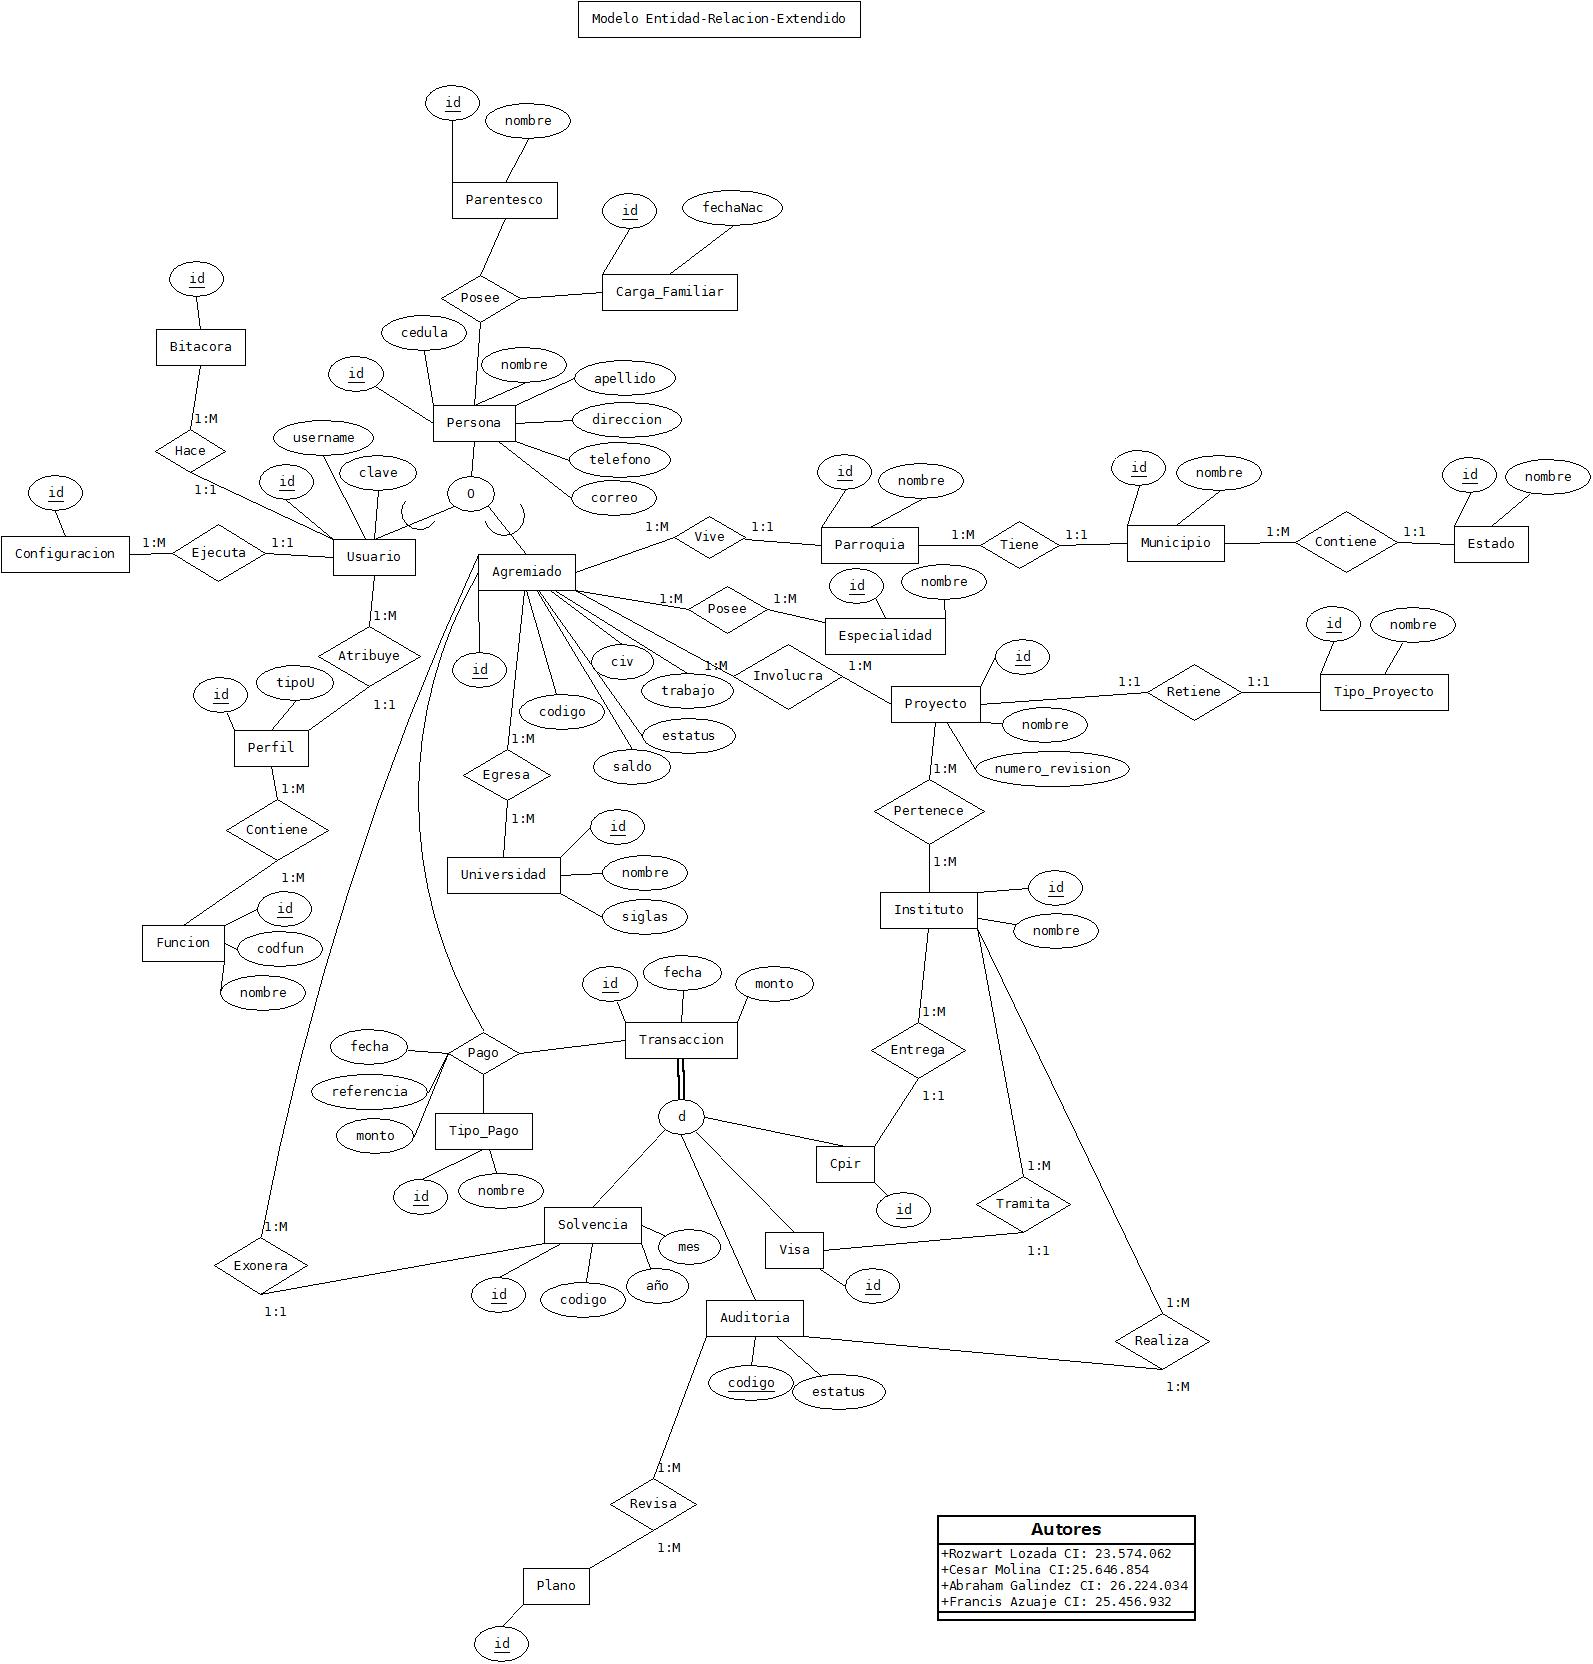 Modelo Entidad-Relacion-Extendido
id
nombre
Parentesco
id
fechaNac
Carga_Familiar
Posee
id
Bitacora
1:M
Hace
1:1
cedula
id
nombre
apellido
direccion
telefono
correo
Persona
O
username
id
clave
id
Configuracion
1:M
Ejecuta
1:1
Usuario
Agremiado
1:M
Vive
1:1
id
nombre
Parroquia
1:M
Tiene
1:1
id
nombre
Municipio
1:M
Contiene
1:1
id
nombre
Estado
1:M
Posee
1:M
id
nombre
Especialidad
1:M
Atribuye
1:1
id
tipoU
Perfil
1:M
Contiene
1:M
id
codfun
nombre
Funcion
id
codigo
civ
trabajo
estatus
saldo
1:M
Involucra
1:M
id
Proyecto
nombre
numero_revision
1:1
Retiene
1:1
id
nombre
Tipo_Proyecto
1:M
Egresa
1:M
Universidad
id
nombre
siglas
1:M
Pertenece
1:M
Instituto
id
nombre
id
fecha
monto
Transaccion
fecha
referencia
monto
Pago
Tipo_Pago
id
nombre
d
1:M
Entrega
1:1
Cpir
id
1:M
Tramita
1:1
1:M
Exonera
1:1
Solvencia
mes
año
codigo
id
Visa
id
Auditoria
codigo
estatus
1:M
Realiza
1:M
1:M
Revisa
1:M
Plano
id
Autores
+Rozwart Lozada CI: 23.574.062
+Cesar Molina CI:25.646.854
+Abraham Galindez CI: 26.224.034
+Francis Azuaje CI: 25.456.932